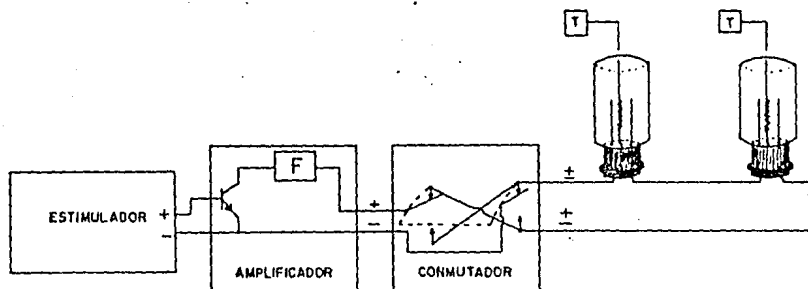 T
T
F
ESTIMULADOR
+
−
+
−
±
±
AMPLIFICADOR
CONMUTADOR